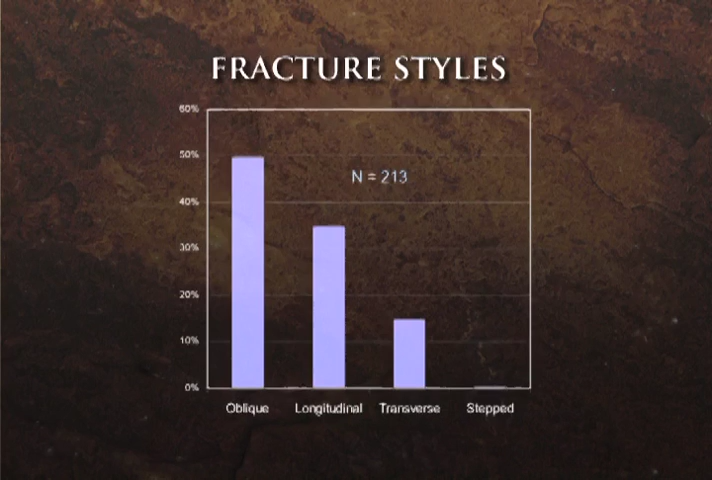 FRACTURE STYLES
60%
50%
N = 213
40%
30%
20%
10%
0%
Oblique Longitudinal Transverse Stepped